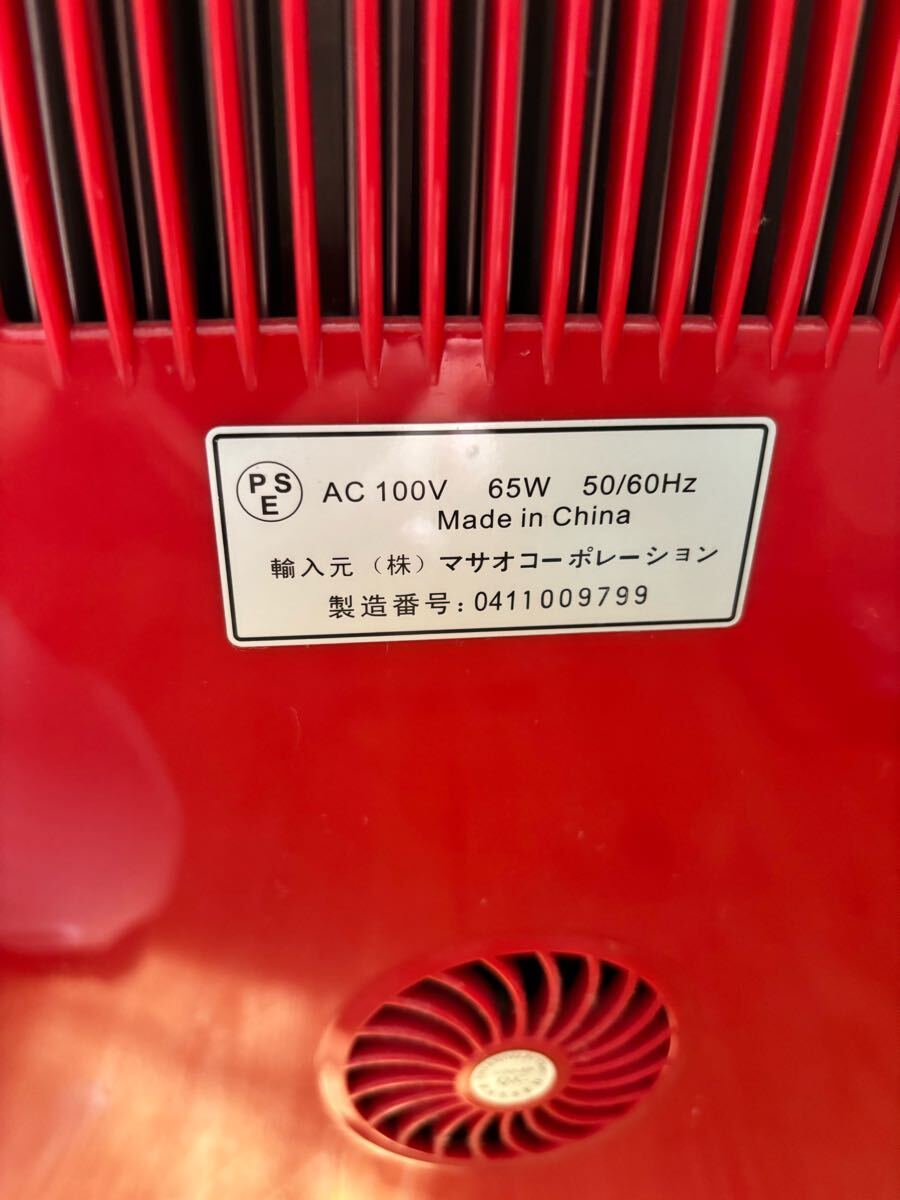 PSE AC 100V 65W 50/60Hz
Made in China
輸入元（株）マサオコーポレーション
製造番号: 0411009799